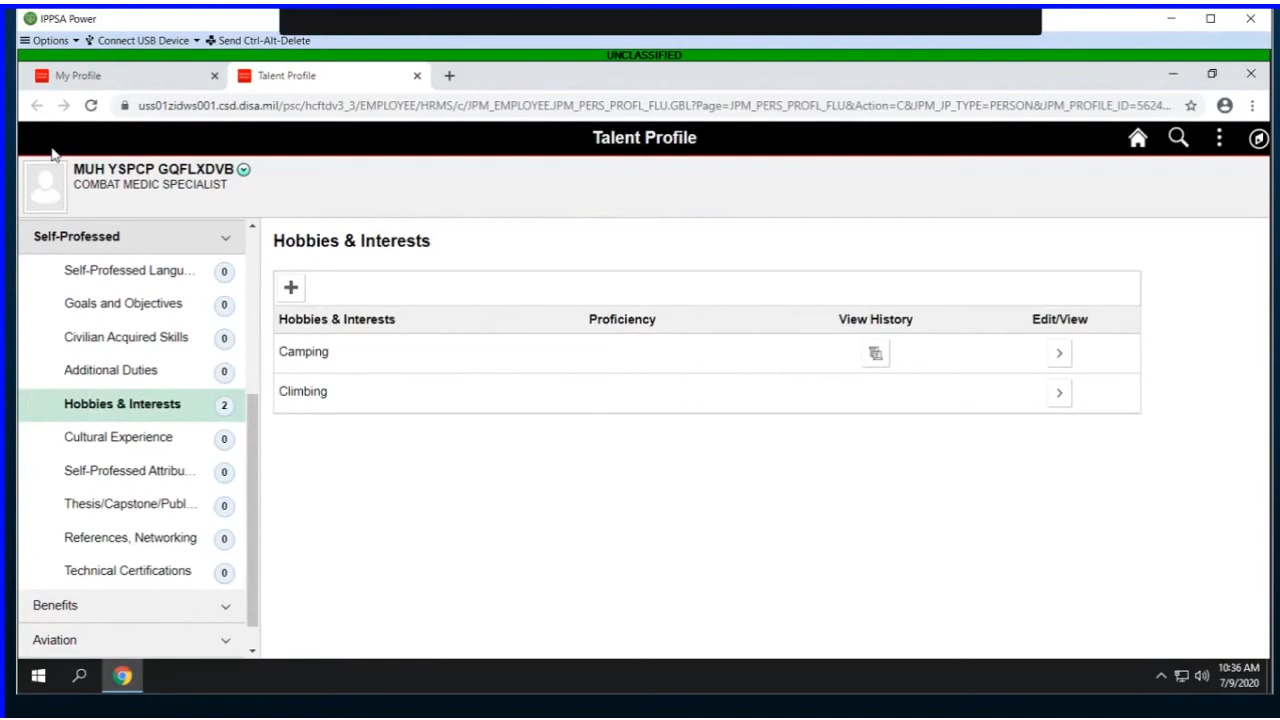 IPPSA Power
Options Connect USB Device Send Ctrl-Alt-Delete
UNCLASSIFIED
My Profile Talent Profile
uss01zidws001.csd.disa.mil/psc/hcftdv3_3/EMPLOYEE/HRMS/c/JPM_EMPLOYEE.JPM_PERS_PROFL_FLU.GBL?Page=JPM_PERS_PROFL_FLU&Action=C&JPM_JP_TYPE=PERSON&JPM_PROFILE_ID=5624...
Talent Profile
MUH YSPCP GQFLXDVB
COMBAT MEDIC SPECIALIST
Self-Professed
Self-Professed Langu... 0
Goals and Objectives 0
Civilian Acquired Skills 0
Additional Duties 0
Hobbies & Interests 2
Cultural Experience 0
Self-Professed Attribu... 0
Thesis/Capstone/Publ... 0
References, Networking 0
Technical Certifications 0
Benefits
Aviation
Hobbies & Interests
Hobbies & Interests Proficiency View History Edit/View
Camping
Climbing
10:36 AM
7/9/2020